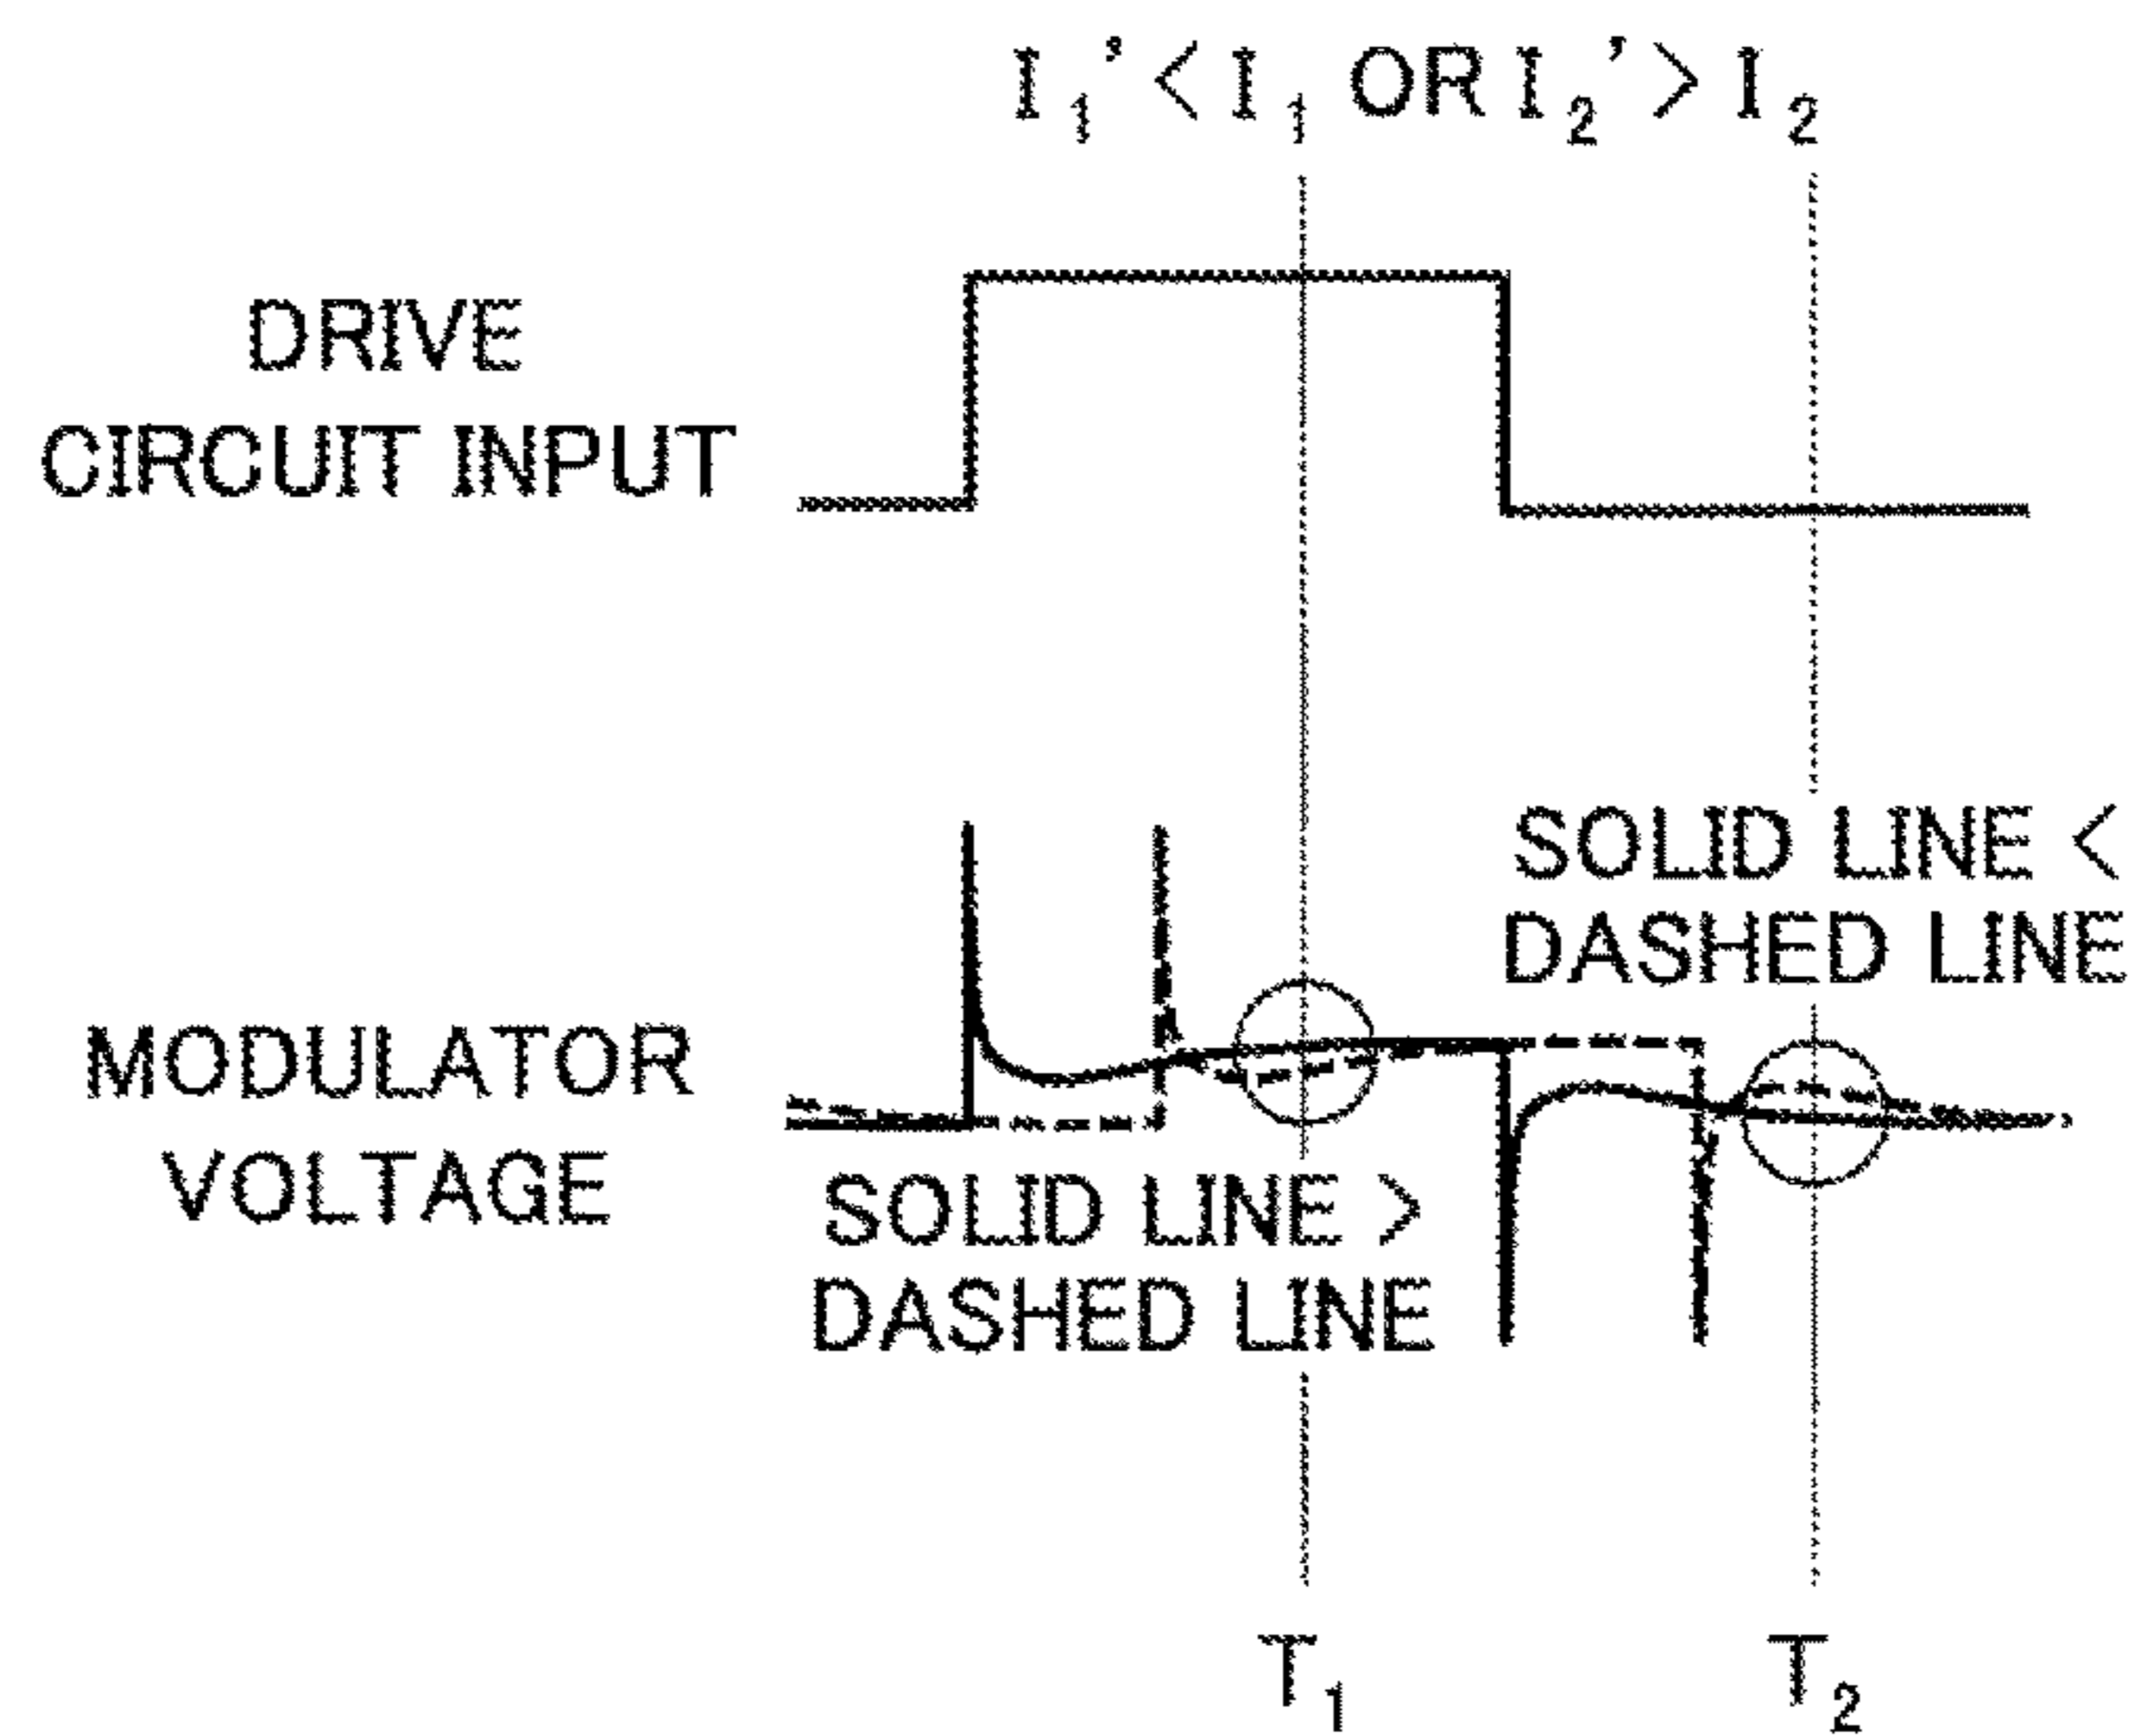 I₁'<I₁ OR I₂'>I₂
DRIVE
CIRCUIT INPUT
SOLID LINE <
DASHED LINE
MODULATOR
VOLTAGE
SOLID LINE >
DASHED LINE
T₁
T₂